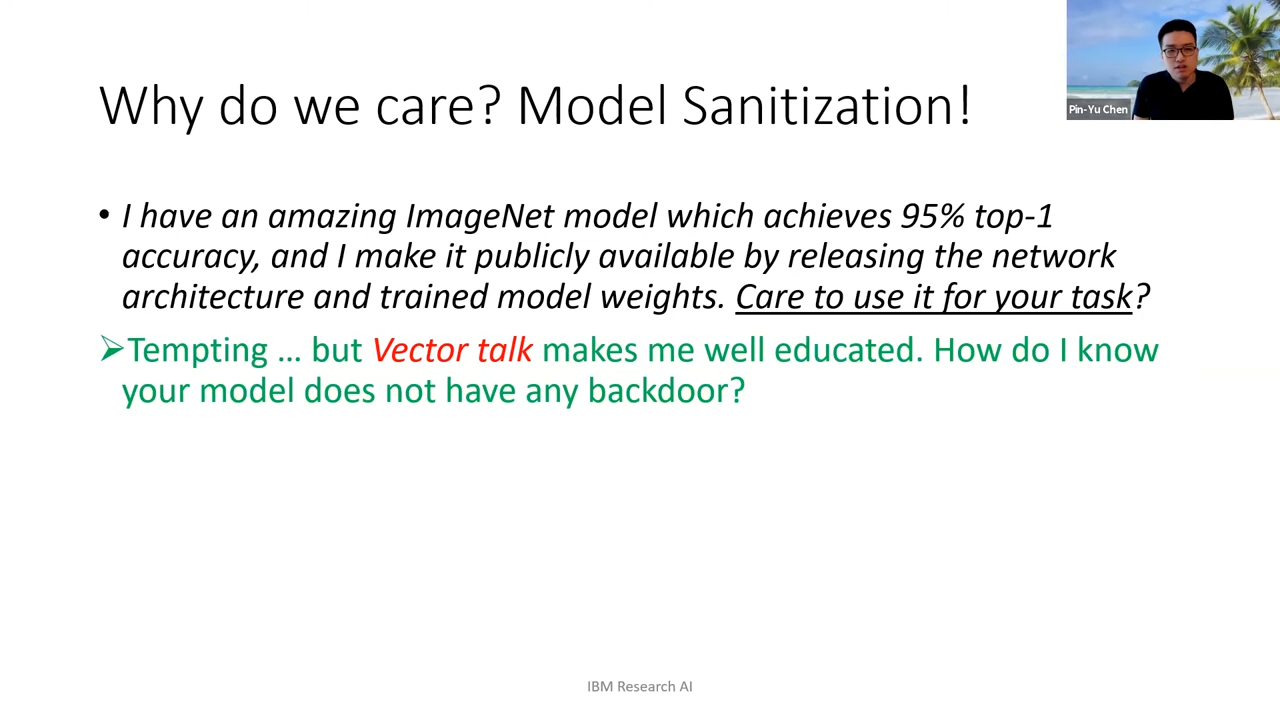 Why do we care? Model Sanitization!
Pin-Yu Chen
• I have an amazing ImageNet model which achieves 95% top-1
accuracy, and I make it publicly available by releasing the network
architecture and trained model weights. Care to use it for your task?
➢Tempting … but Vector talk makes me well educated. How do I know
your model does not have any backdoor?
IBM Research AI